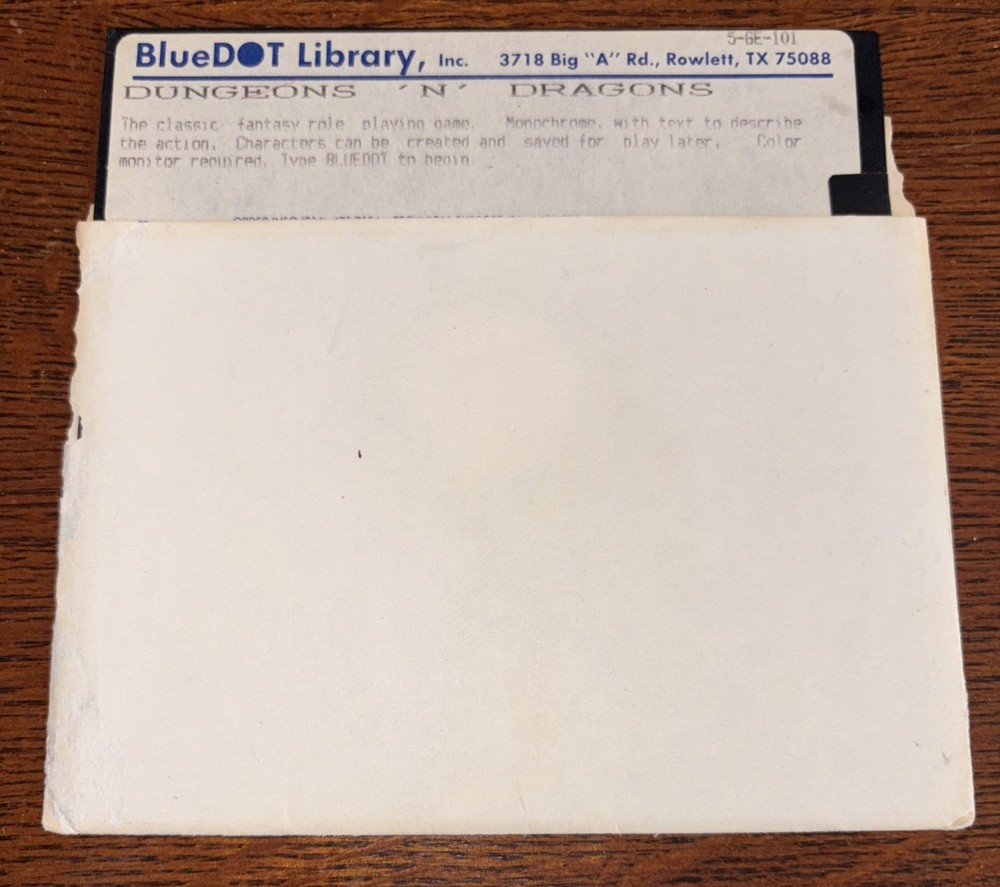 5-GE-101
BlueDOT Library, Inc. 3718 Big "A" Rd., Rowlett, TX 75088
DUNGEONS 'N' DRAGONS
The classic fantasy role playing game. Monochrome, with text to describe
the action. Characters can be created and saved for play later. Color
monitor required. Type BLUEDOT to begin.